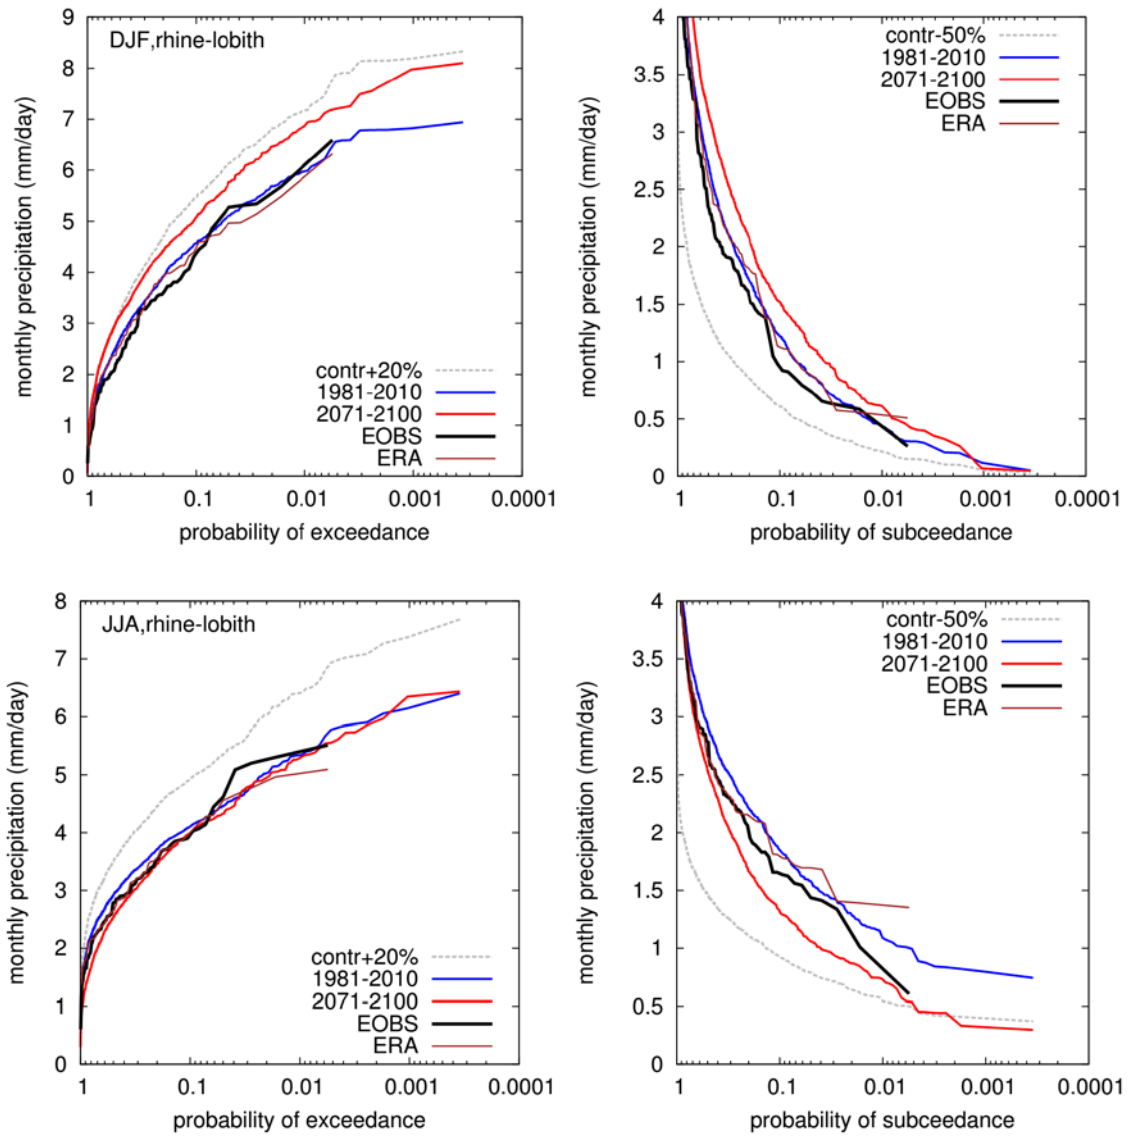 DJF,rhine-lobith
monthly precipitation (mm/day)
9
8
7
6
5
4
3
2
1
0
contr+20%
1981-2010
2071-2100
EOBS
ERA
1 0.1 0.01 0.001 0.0001
probability of exceedance
monthly precipitation (mm/day)
4
3.5
3
2.5
2
1.5
1
0.5
0
contr-50%
1981-2010
2071-2100
EOBS
ERA
1 0.1 0.01 0.001 0.0001
probability of subceedance
JJA,rhine-lobith
monthly precipitation (mm/day)
8
7
6
5
4
3
2
1
0
contr+20%
1981-2010
2071-2100
EOBS
ERA
1 0.1 0.01 0.001 0.0001
probability of exceedance
monthly precipitation (mm/day)
4
3.5
3
2.5
2
1.5
1
0.5
0
contr-50%
1981-2010
2071-2100
EOBS
ERA
1 0.1 0.01 0.001 0.0001
probability of subceedance